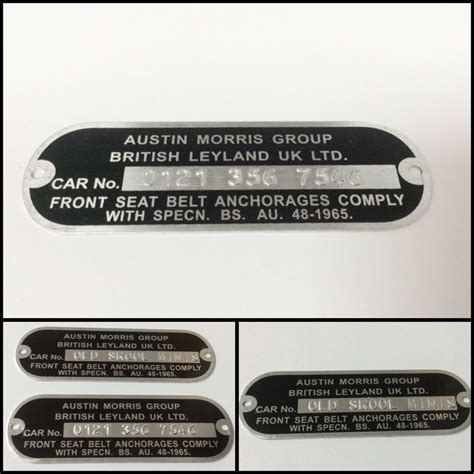 AUSTIN MORRIS GROUP
BRITISH LEYLAND UK LTD.
CAR No. 0121 356 7546
FRONT SEAT BELT ANCHORAGES COMPLY
WITH SPECN. BS. AU. 48-1965.
AUSTIN MORRIS GROUP
BRITISH LEYLAND UK LTD.
CAR No. OLD SKOOL MINIS
FRONT SEAT BELT ANCHORAGES COMPLY
WITH SPECN. BS. AU. 48-1965.
AUSTIN MORRIS GROUP
BRITISH LEYLAND UK LTD.
CAR No. 0121 356 7546
FRONT SEAT BELT ANCHORAGES COMPLY
WITH SPECN. BS. AU. 48-1965.
AUSTIN MORRIS GROUP
BRITISH LEYLAND UK LTD.
CAR No. OLD SKOOL MINIS
FRONT SEAT BELT ANCHORAGES COMPLY
WITH SPECN. BS. AU. 48-1965.